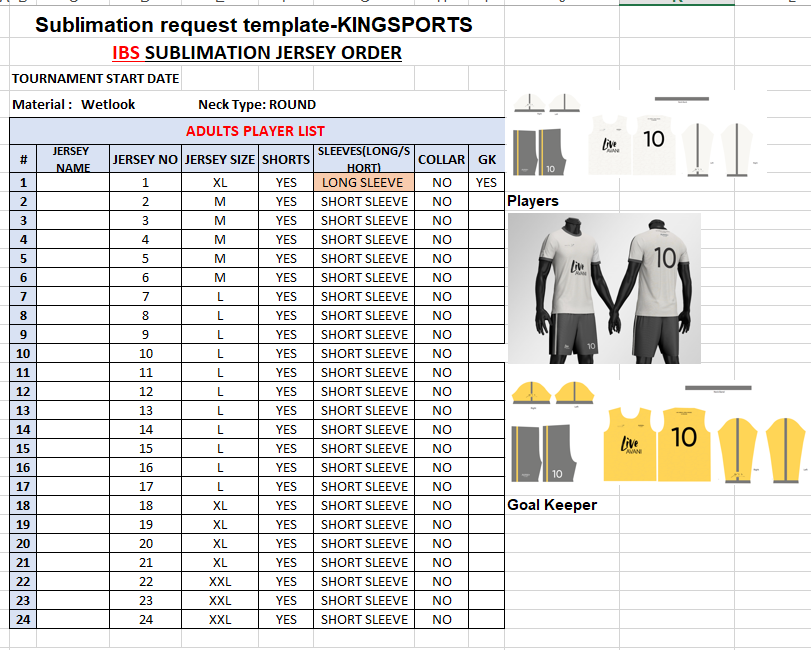 Sublimation request template-KINGSPORTS
IBS SUBLIMATION JERSEY ORDER
TOURNAMENT START DATE
Material : Wetlook Neck Type: ROUND
ADULTS PLAYER LIST
# JERSEY NAME JERSEY NO JERSEY SIZE SHORTS SLEEVES(LONG/SHORT) COLLAR GK
1 1 XL YES LONG SLEEVE NO YES
2 2 M YES SHORT SLEEVE NO
3 3 M YES SHORT SLEEVE NO
4 4 M YES SHORT SLEEVE NO
5 5 M YES SHORT SLEEVE NO
6 6 M YES SHORT SLEEVE NO
7 7 L YES SHORT SLEEVE NO
8 8 L YES SHORT SLEEVE NO
9 9 L YES SHORT SLEEVE NO
10 10 L YES SHORT SLEEVE NO
11 11 L YES SHORT SLEEVE NO
12 12 L YES SHORT SLEEVE NO
13 13 L YES SHORT SLEEVE NO
14 14 L YES SHORT SLEEVE NO
15 15 L YES SHORT SLEEVE NO
16 16 L YES SHORT SLEEVE NO
17 17 L YES SHORT SLEEVE NO
18 18 XL YES SHORT SLEEVE NO
19 19 XL YES SHORT SLEEVE NO
20 20 XL YES SHORT SLEEVE NO
21 21 XL YES SHORT SLEEVE NO
22 22 XXL YES SHORT SLEEVE NO
23 23 XXL YES SHORT SLEEVE NO
24 24 XXL YES SHORT SLEEVE NO
Live
AVANI
10
10
Players
Live
AVANI
10
10
Live
AVANI
10
10
Goal Keeper